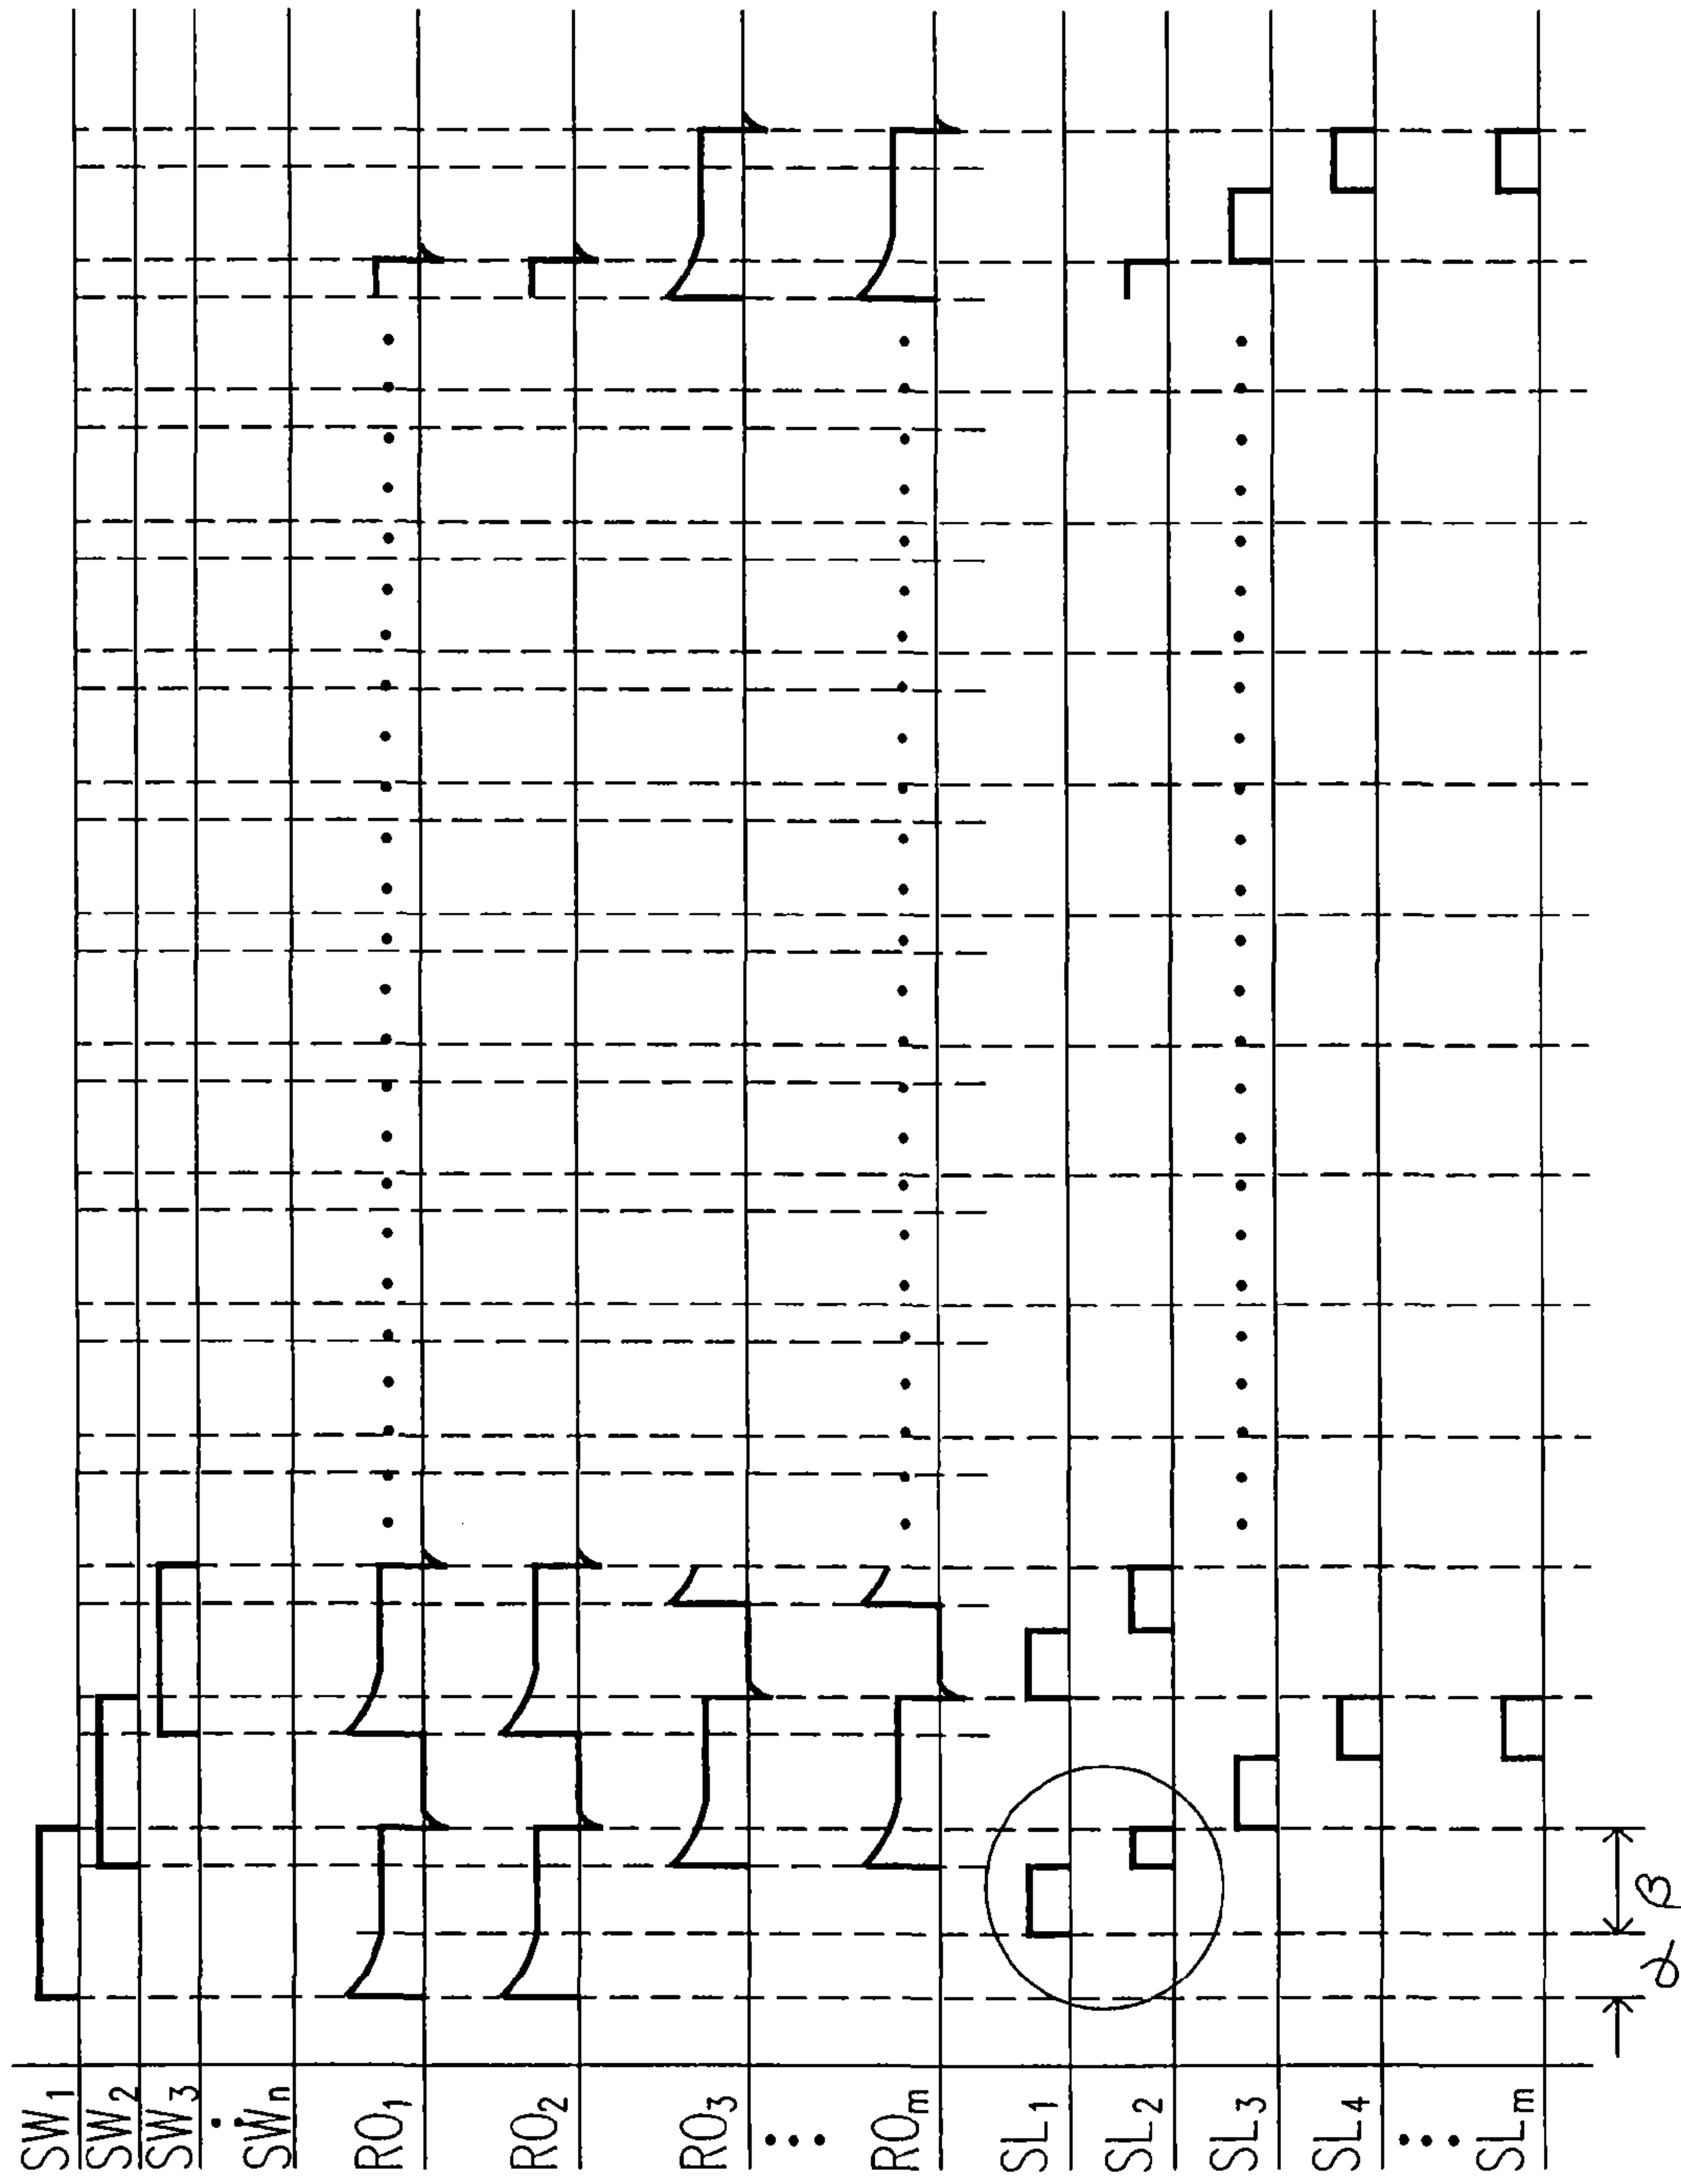 SW₁
SW₂
SW₃
SWₙ
RO₁
RO₂
RO₃
ROₘ
SL₁
SL₂
SL₃
SL₄
SLₘ
α
β